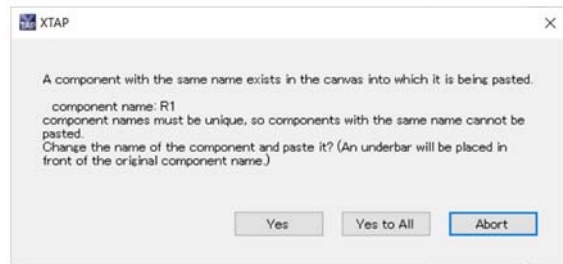 XTAP
A component with the same name exists in the canvas into which it is being pasted.
component name: R1
component names must be unique, so components with the same name cannot be
pasted.
Change the name of the component and paste it? (An underbar will be placed in
front of the original component name.)
Yes Yes to All Abort